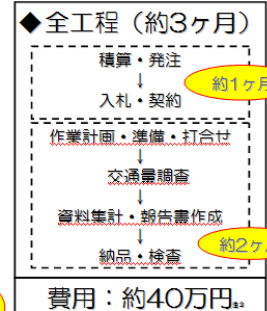 ◆全工程（約3ヶ月）
積算・発注
↓
入札・契約
約1ヶ月
作業計画・準備・打合せ
↓
交通量調査
↓
資料集計・報告書作成
↓
納品・検査
約2ヶ
費用：約40万円